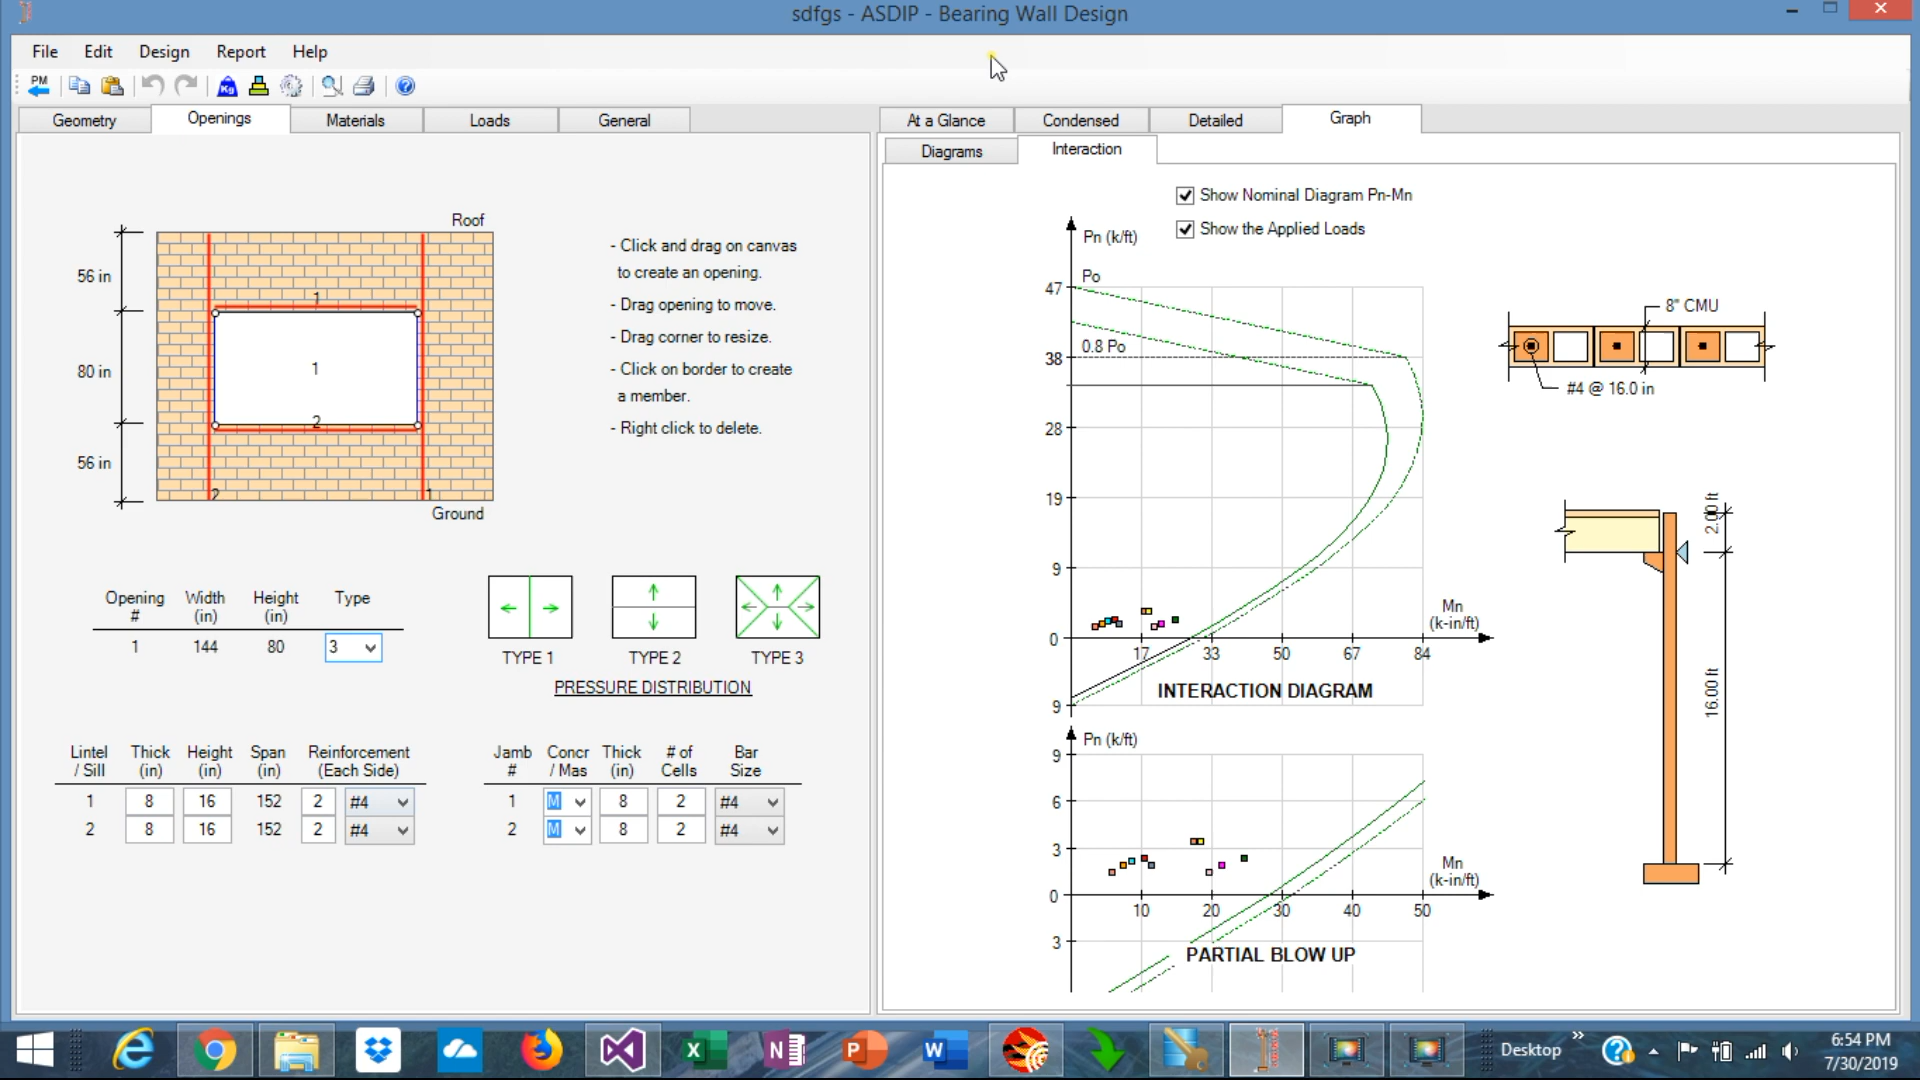 sdfgs - ASDIP - Bearing Wall Design
File Edit Design Report Help
PM
Kg
Geometry Openings Materials Loads General
At a Glance Condensed Detailed Graph
Diagrams Interaction
Roof
56 in
80 in
56 in
1
1
2
2
1
Ground
- Click and drag on canvas
to create an opening.
- Drag opening to move.
- Drag corner to resize.
- Click on border to create
a member.
- Right click to delete.
Opening Width Height Type
# (in) (in)
1 144 80 3
TYPE 1 TYPE 2 TYPE 3
PRESSURE DISTRIBUTION
Lintel Thick Height Span Reinforcement
/ Sill (in) (in) (in) (Each Side)
1 8 16 152 2 #4
2 8 16 152 2 #4
Jamb Concr Thick # of Bar
# / Mas (in) Cells Size
1 M 8 2 #4
2 M 8 2 #4
Show Nominal Diagram Pn-Mn
Show the Applied Loads
Pn (k/ft)
Po
47
0.8 Po
38
28
19
9
0
9
17 33 50 67 84
Mn
(k-in/ft)
INTERACTION DIAGRAM
Pn (k/ft)
9
6
3
0
3
10 20 30 40 50
Mn
(k-in/ft)
PARTIAL BLOW UP
8" CMU
#4 @ 16.0 in
2.00 ft
16.00 ft
Desktop
6:54 PM
7/30/2019